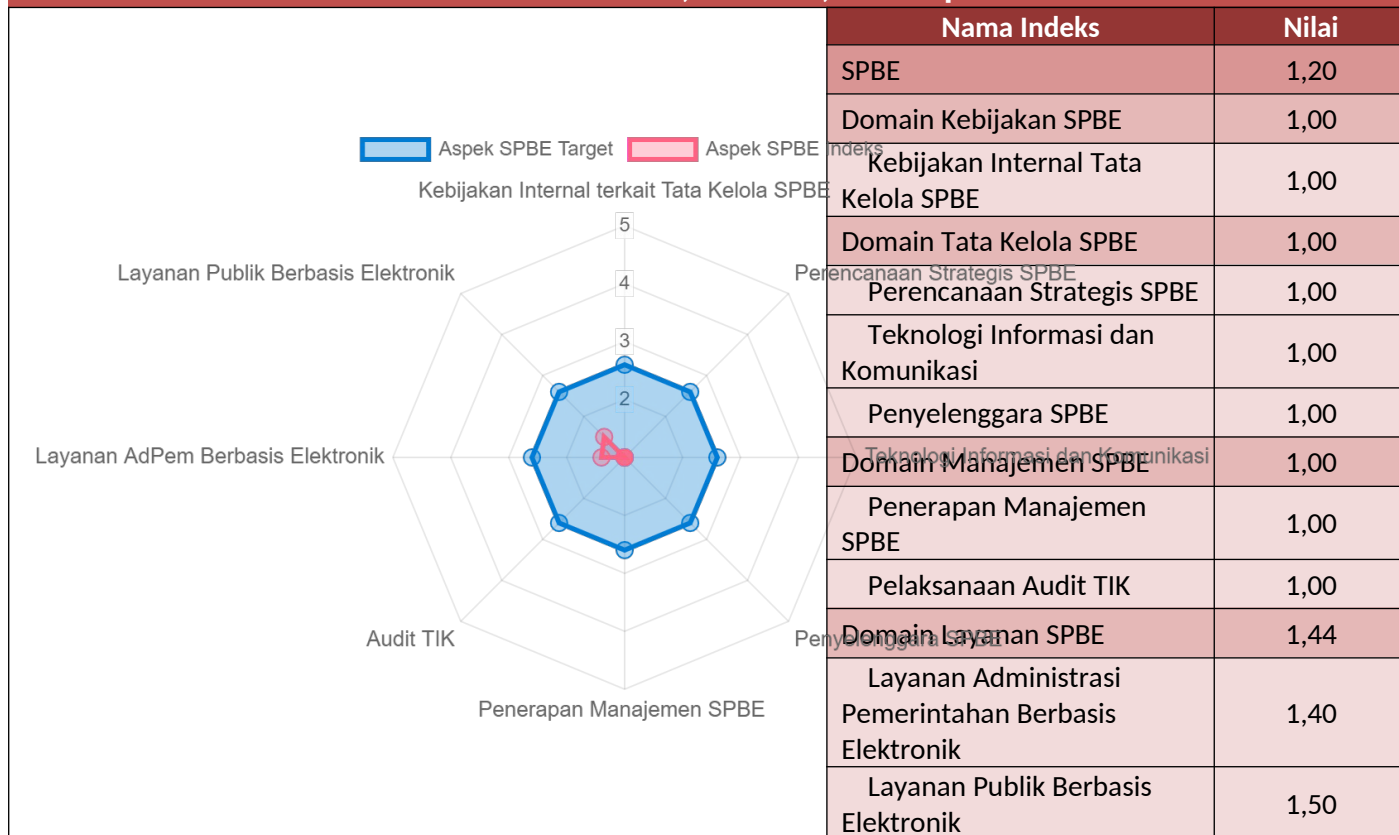 Aspek SPBE Target
Aspek SPBE Indeks
Kebijakan Internal terkait Tata Kelola SPBE
5
4
3
2
Layanan Publik Berbasis Elektronik
Perencanaan Strategis SPBE
Layanan AdPem Berbasis Elektronik
Teknologi Informasi dan Komunikasi
Audit TIK
Penyelenggara SPBE
Penerapan Manajemen SPBE
Nama Indeks Nilai
SPBE 1,20
Domain Kebijakan SPBE 1,00
Kebijakan Internal Tata
Kelola SPBE 1,00
Domain Tata Kelola SPBE 1,00
Perencanaan Strategis SPBE 1,00
Teknologi Informasi dan
Komunikasi 1,00
Penyelenggara SPBE 1,00
Domain Manajemen SPBE 1,00
Penerapan Manajemen
SPBE 1,00
Pelaksanaan Audit TIK 1,00
Domain Layanan SPBE 1,44
Layanan Administrasi
Pemerintahan Berbasis 1,40
Elektronik
Layanan Publik Berbasis
Elektronik 1,50